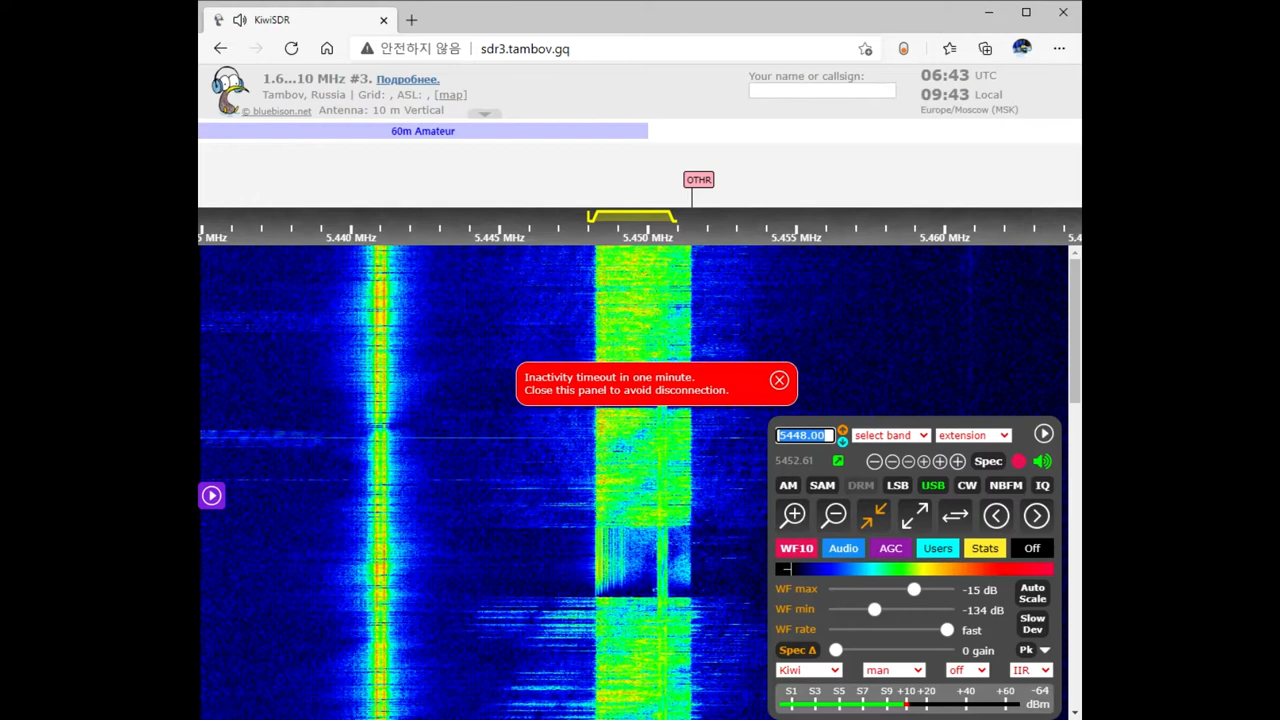 KiwiSDR
안전하지 않음 sdr3.tambov.gq
1.6...10 MHz #3. Подробнее.
Tambov, Russia | Grid: , ASL: , [map]
© bluebison.net Antenna: 10 m Vertical
Your name or callsign:
06:43 UTC
09:43 Local
Europe/Moscow (MSK)
60m Amateur
OTHR
5 MHz 5.440 MHz 5.445 MHz 5.450 MHz 5.455 MHz 5.460 MHz 5.4
Inactivity timeout in one minute.
Close this panel to avoid disconnection.
5448.00 select band extension
5452.61 Spec
AM SAM DRM LSB USB CW NBFM IQ
WF10 Audio AGC Users Stats Off
WF max -15 dB Auto Scale
WF min -134 dB
WF rate fast Slow Dev
Spec Δ 0 gain Pk
Kiwi man off IIR
S1 S3 S5 S7 S9 +10 +20 +40 +60 -64
dBm